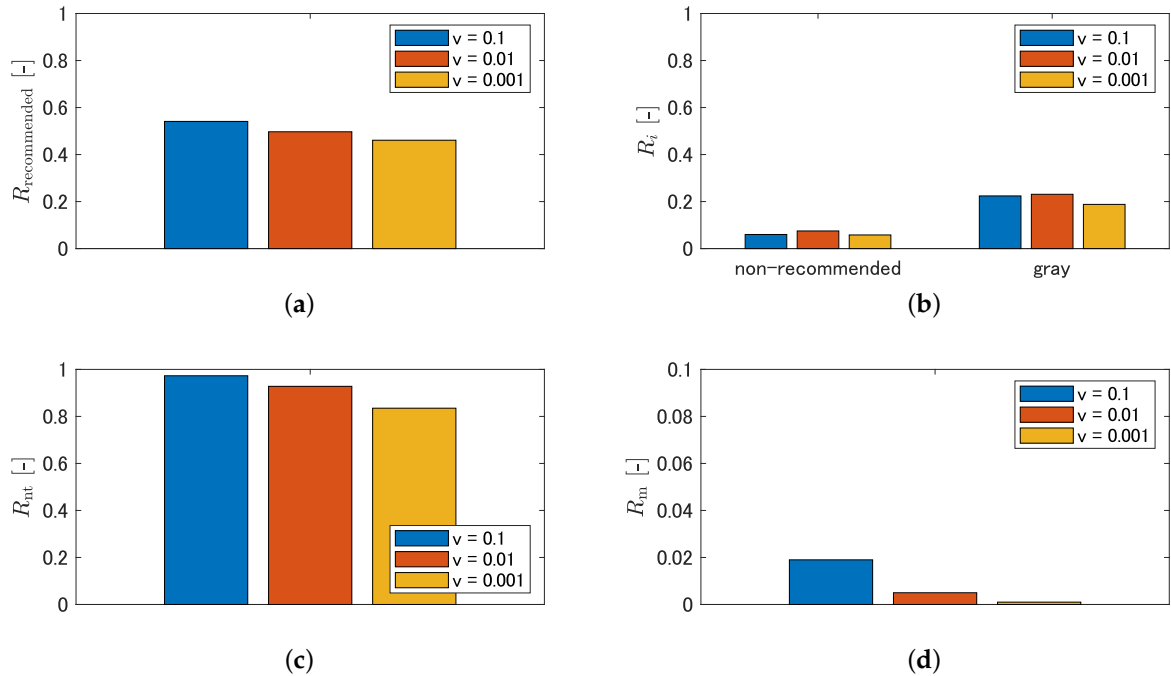 1
0.8
0.6
0.4
0.2
0
R_recommended [-]
v = 0.1
v = 0.01
v = 0.001
(a)
1
0.8
0.6
0.4
0.2
0
R_i [-]
v = 0.1
v = 0.01
v = 0.001
non-recommended gray
(b)
1
0.8
0.6
0.4
0.2
0
R_nt [-]
v = 0.1
v = 0.01
v = 0.001
(c)
0.1
0.08
0.06
0.04
0.02
0
R_m [-]
v = 0.1
v = 0.01
v = 0.001
(d)